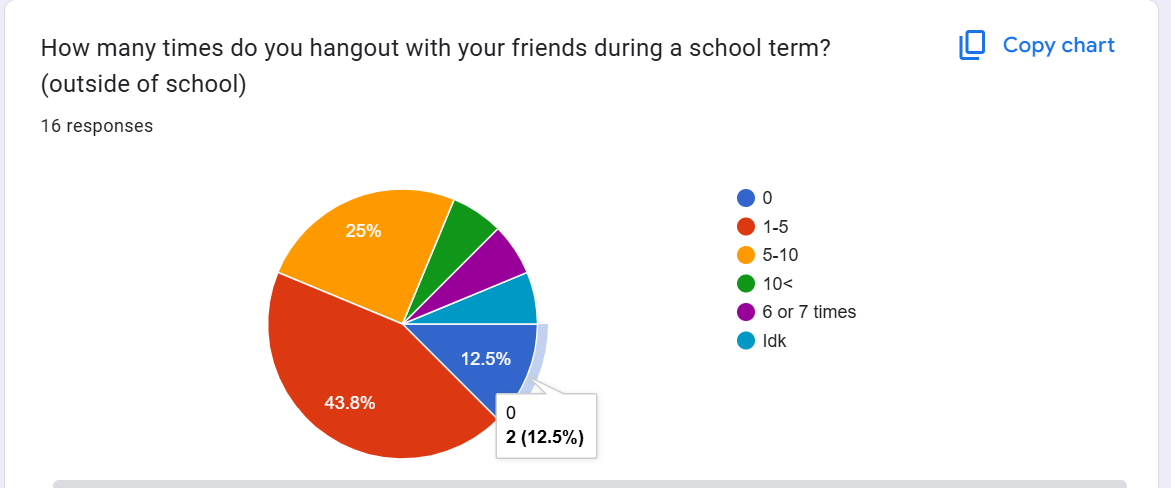 How many times do you hangout with your friends during a school term?
(outside of school)
Copy chart
16 responses
25%
12.5%
43.8%
0
2 (12.5%)
0
1-5
5-10
10<
6 or 7 times
Idk